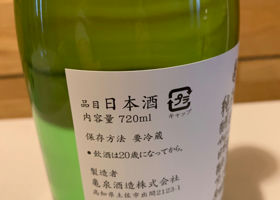 品目 日本酒
内容量 720ml
プラ
キャップ
保存方法 要冷蔵
•飲酒は20歳になってから。
製造者
亀泉酒造株式会社
高知県土佐市出間2123-1